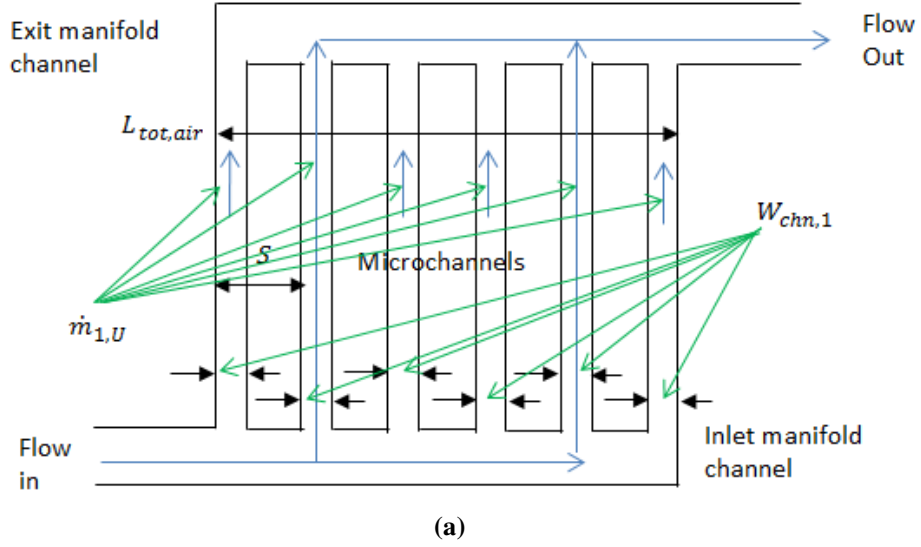 Exit manifold
channel
Flow
Out
L_{tot,air}
W_{chn,1}
S
Microchannels
ṁ_{1,U}
Flow
in
Inlet manifold
channel
(a)